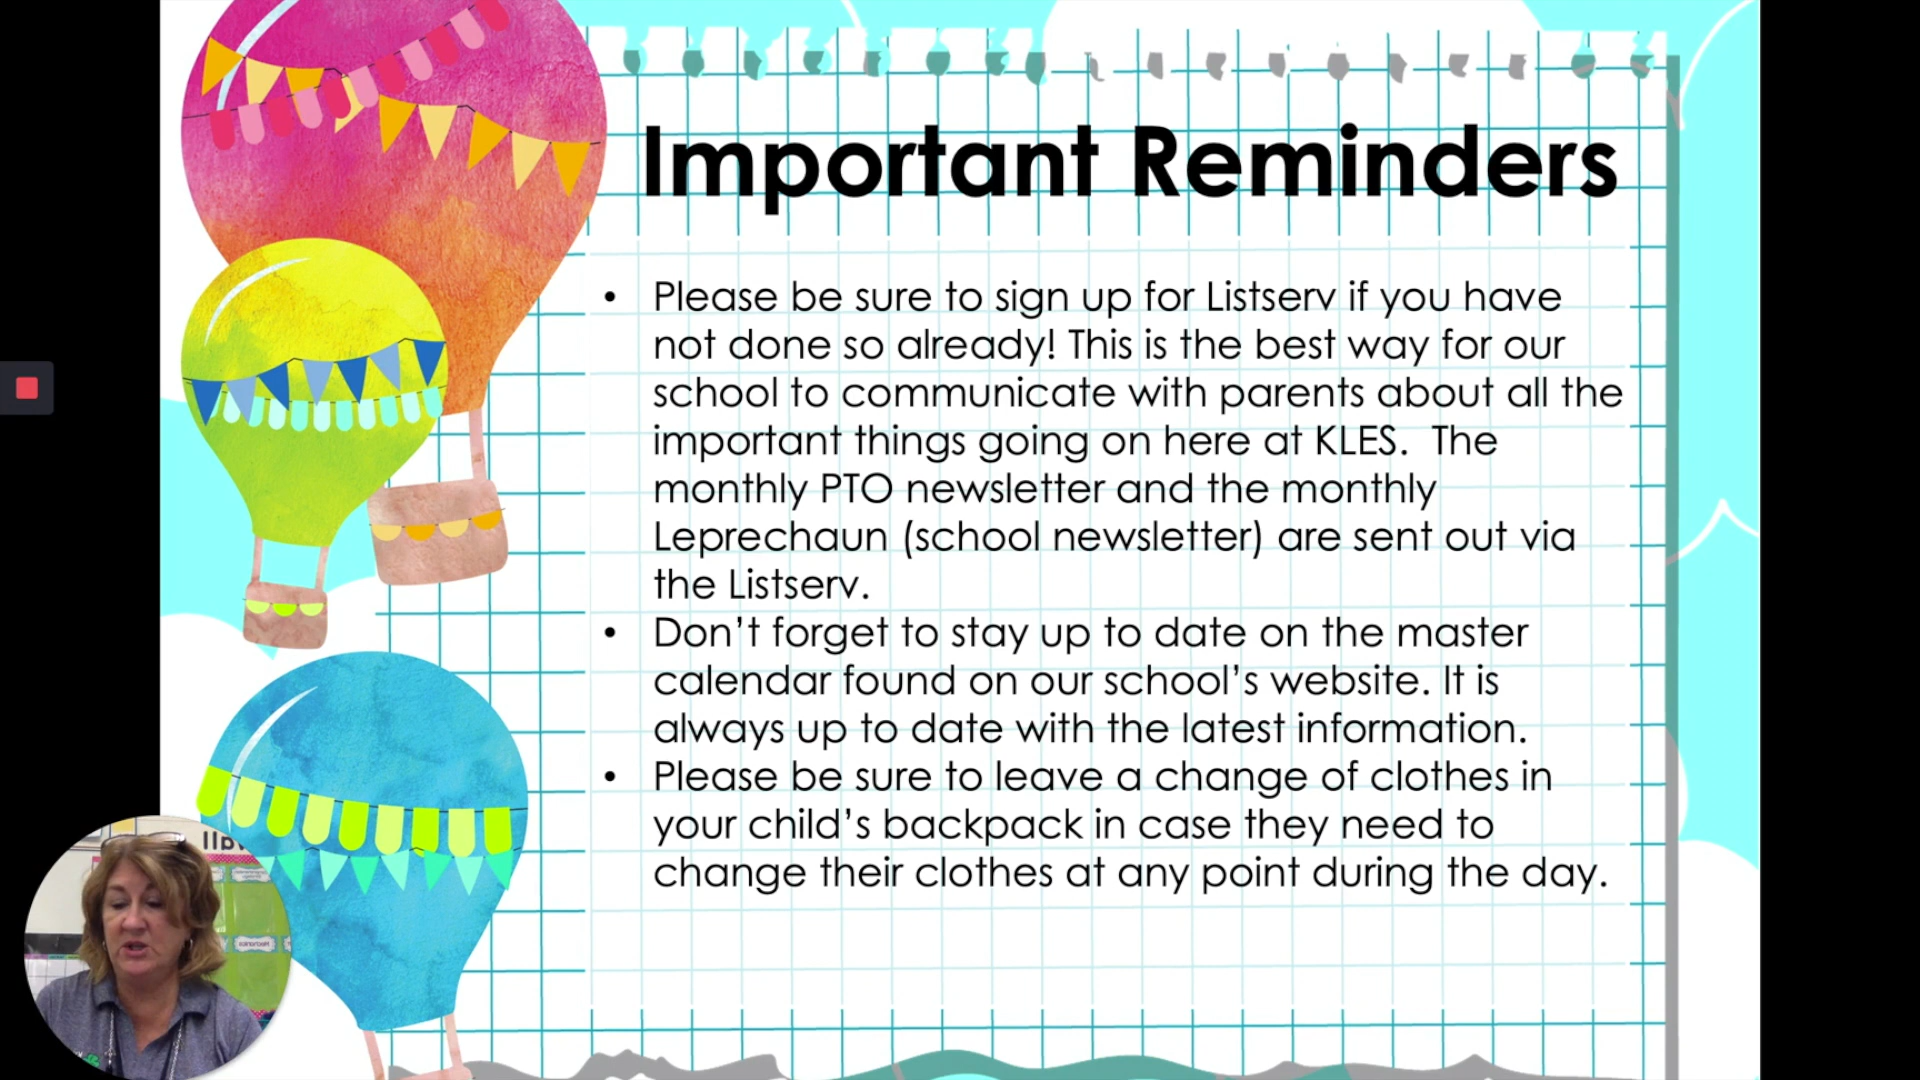 Important Reminders
• Please be sure to sign up for Listserv if you have
not done so already! This is the best way for our
school to communicate with parents about all the
important things going on here at KLES.  The
monthly PTO newsletter and the monthly
Leprechaun (school newsletter) are sent out via
the Listserv.
• Don’t forget to stay up to date on the master
calendar found on our school’s website. It is
always up to date with the latest information.
• Please be sure to leave a change of clothes in
your child’s backpack in case they need to
change their clothes at any point during the day.